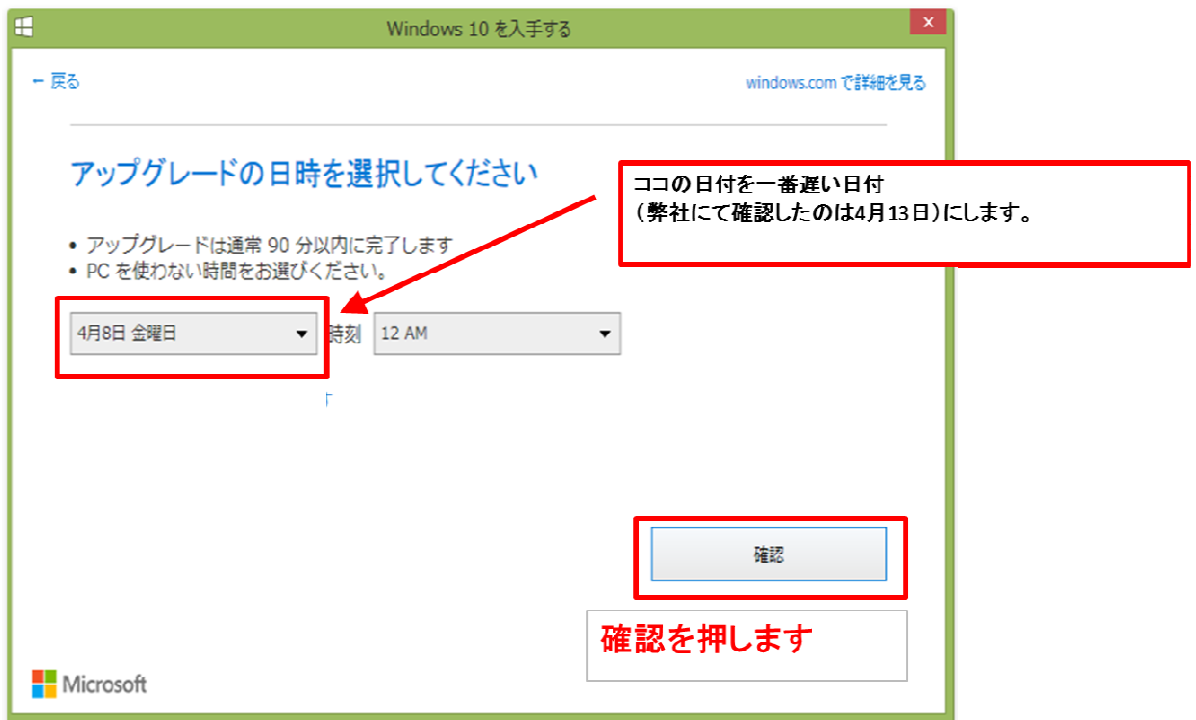 Windows 10 を入手する
x
← 戻る
windows.com で詳細を見る
アップグレードの日時を選択してください
ココの日付を一番遅い日付
（弊社にて確認したのは4月13日）にします。
• アップグレードは通常 90 分以内に完了します
• PC を使わない時間をお選びください。
4月8日 金曜日
時刻
12 AM
す
確認
確認を押します
Microsoft